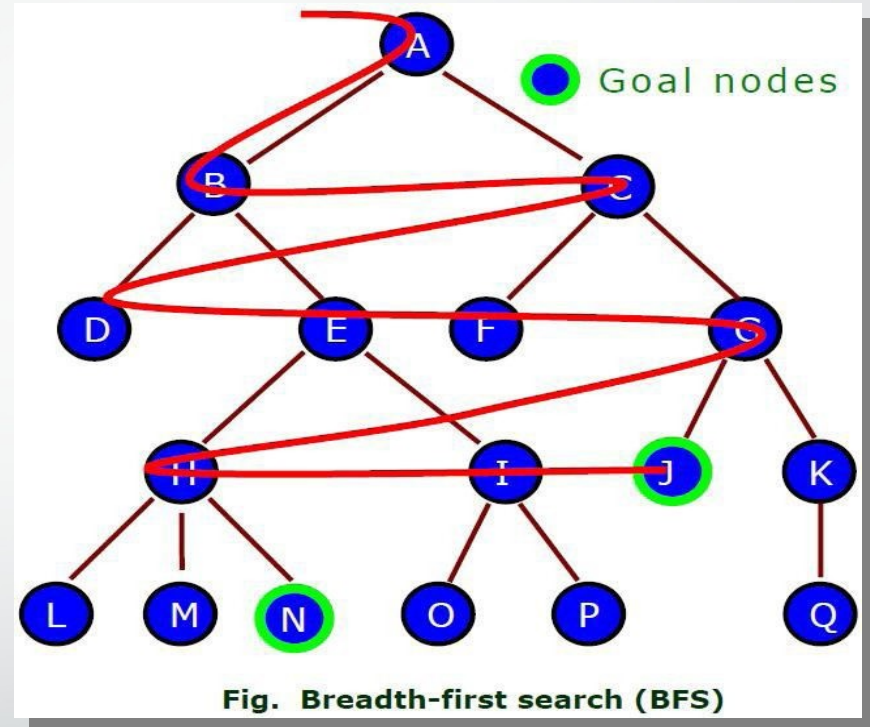 A
Goal nodes
B C
D E F G
H I J K
L M N O P Q
Fig. Breadth-first search (BFS)